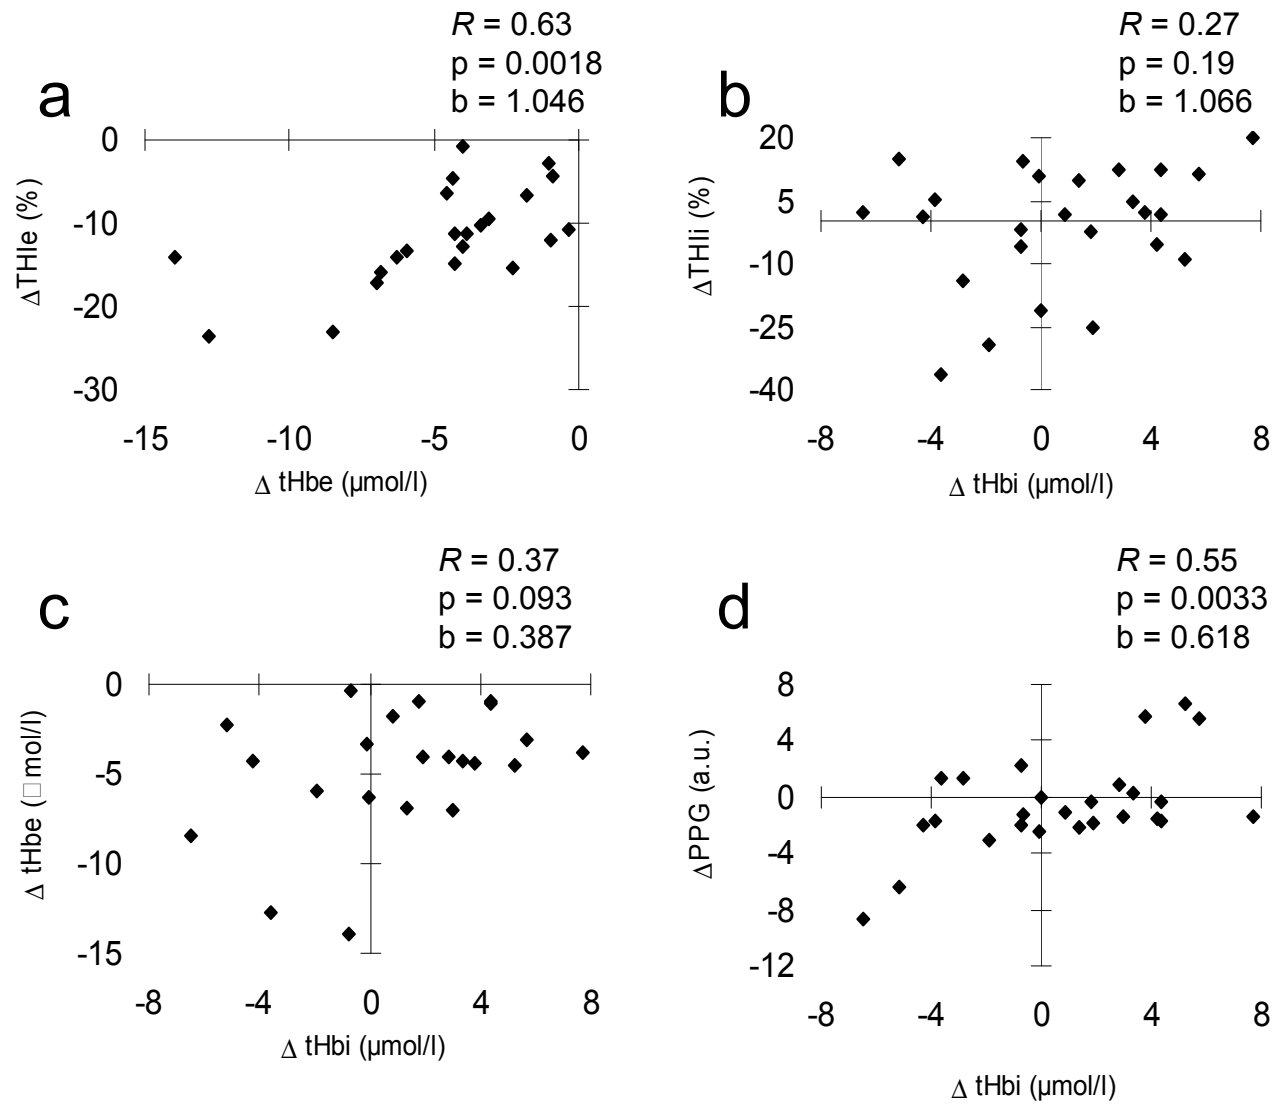 a
R = 0.63
p = 0.0018
b = 1.046
0
-10
-20
-30
ΔTHIe (%)
-15 -10 -5 0
Δ tHbe (µmol/l)
b
R = 0.27
p = 0.19
b = 1.066
20
5
-10
-25
-40
ΔTHIi (%)
-8 -4 0 4 8
Δ tHbi (µmol/l)
c
R = 0.37
p = 0.093
b = 0.387
0
-5
-10
-15
Δ tHbe (□mol/l)
-8 -4 0 4 8
Δ tHbi (µmol/l)
d
R = 0.55
p = 0.0033
b = 0.618
8
4
0
-4
-8
-12
ΔPPG (a.u.)
-8 -4 0 4 8
Δ tHbi (µmol/l)